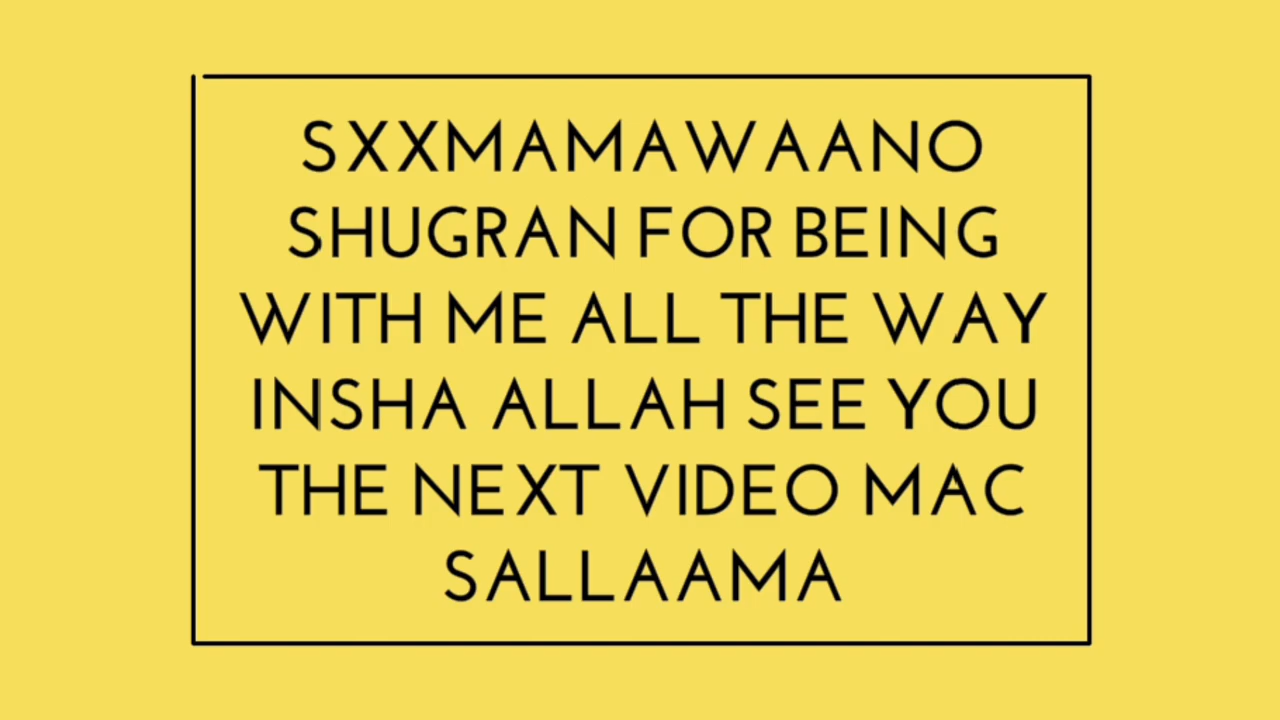 SXXMAMAWAANO
SHUGRAN FOR BEING
WITH ME ALL THE WAY
INSHA ALLAH SEE YOU
THE NEXT VIDEO MAC
SALLAAMA